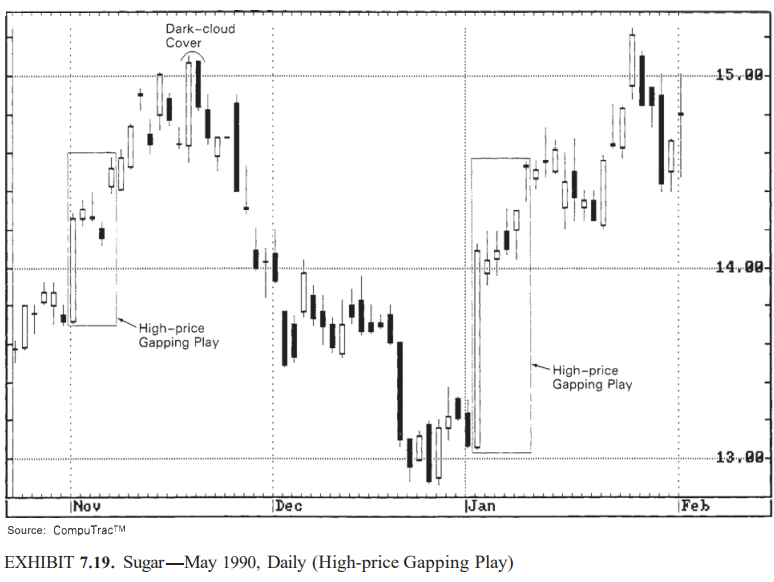 Dark-cloud
Cover
15.00
14.00
High-price
Gapping Play
High-price
Gapping Play
13.00
Nov Dec Jan Feb
Source: CompuTrac™
EXHIBIT 7.19. Sugar—May 1990, Daily (High-price Gapping Play)